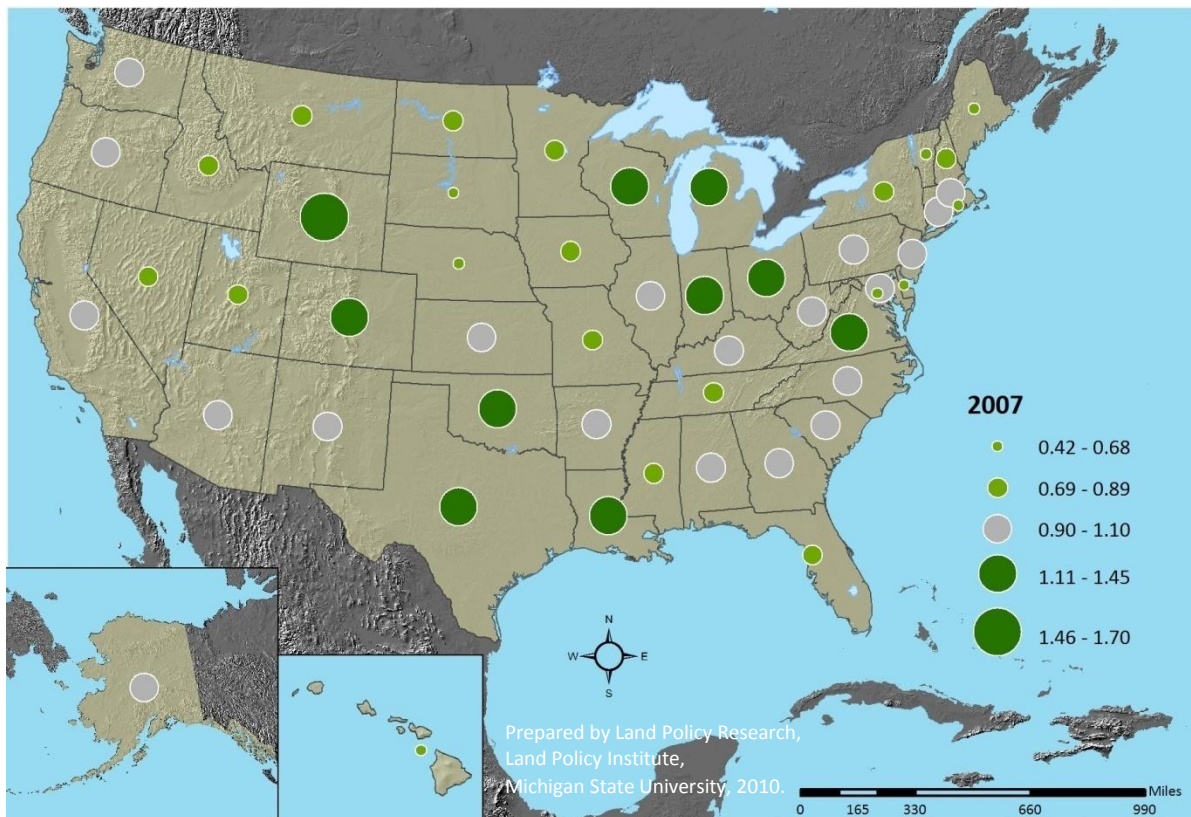 2007
0.42 - 0.68
0.69 - 0.89
0.90 - 1.10
1.11 - 1.45
1.46 - 1.70
N
W E
S
Prepared by Land Policy Research,
Land Policy Institute,
Michigan State University, 2010.
Miles
0 165 330 660 990